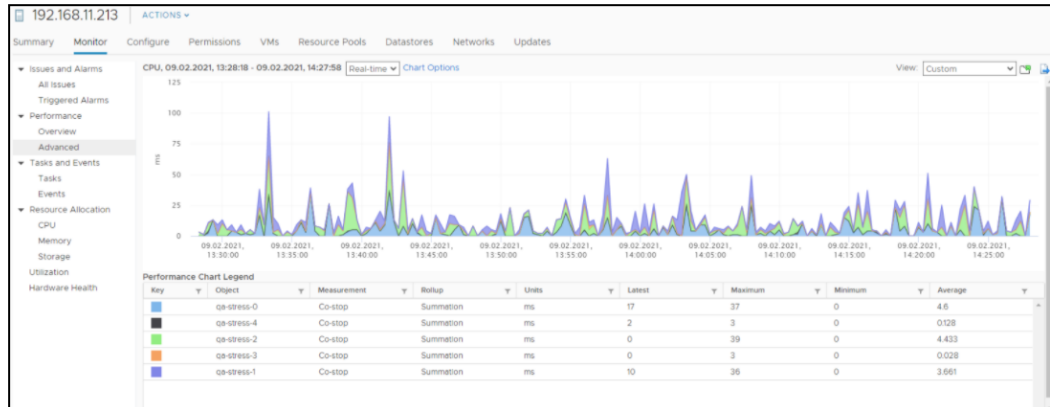 192.168.11.213 ACTIONS
Summary Monitor Configure Permissions VMs Resource Pools Datastores Networks Updates
Issues and Alarms
All Issues
Triggered Alarms
Performance
Overview
Advanced
Tasks and Events
Tasks
Events
Resource Allocation
CPU
Memory
Storage
Utilization
Hardware Health
CPU, 09.02.2021, 13:28:18 - 09.02.2021, 14:27:58 Real-time Chart Options View: Custom
125
100
75
50
25
0
ms
09.02.2021, 09.02.2021, 09.02.2021, 09.02.2021, 09.02.2021, 09.02.2021, 09.02.2021, 09.02.2021, 09.02.2021, 09.02.2021, 09.02.2021, 09.02.2021,
13:30:00 13:35:00 13:40:00 13:45:00 13:50:00 13:55:00 14:00:00 14:05:00 14:10:00 14:15:00 14:20:00 14:25:00
Performance Chart Legend
Key Object Measurement Rollup Units Latest Maximum Minimum Average
qa-stress-0 Co-stop Summation ms 17 37 0 4.6
qa-stress-4 Co-stop Summation ms 2 3 0 0.128
qa-stress-2 Co-stop Summation ms 0 39 0 4.433
qa-stress-3 Co-stop Summation ms 0 3 0 0.028
qa-stress-1 Co-stop Summation ms 10 36 0 3.661